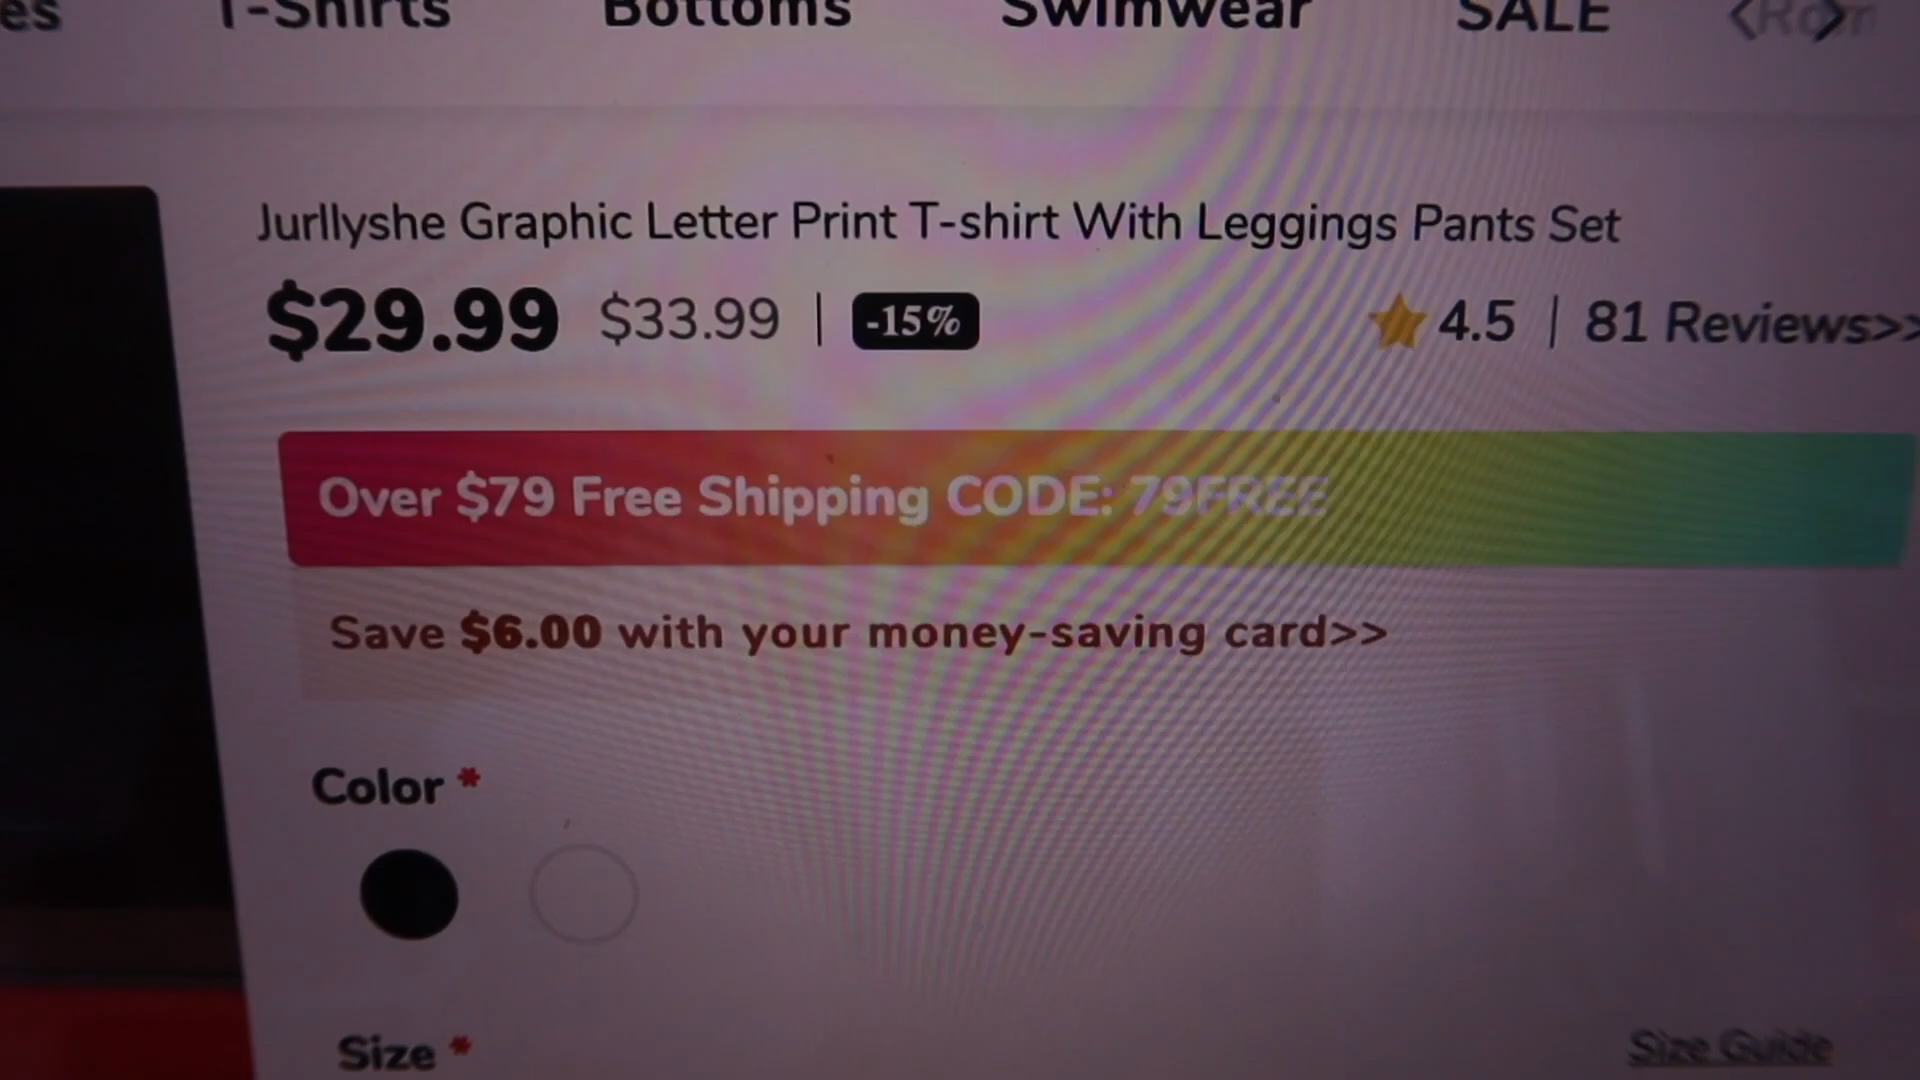 T-Shirts Bottoms Swimwear SALE
Jurllyshe Graphic Letter Print T-shirt With Leggings Pants Set
$29.99 $33.99 | -15% 4.5 | 81 Reviews>>
Over $79 Free Shipping CODE: 79FREE
Save $6.00 with your money-saving card>>
Color *
Size * Size Guide